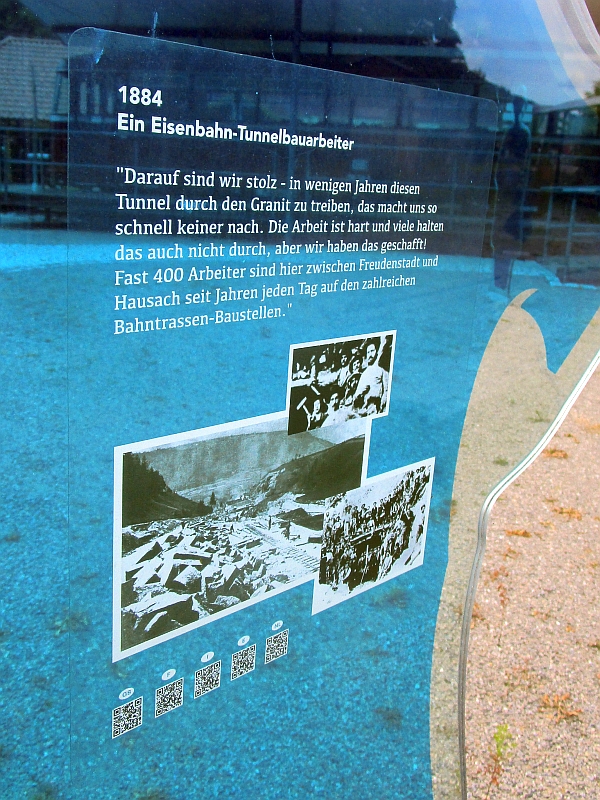 1884
Ein Eisenbahn-Tunnelbauarbeiter
"Darauf sind wir stolz - in wenigen Jahren diesen
Tunnel durch den Granit zu treiben, das macht uns so
schnell keiner nach. Die Arbeit ist hart und viele halten
das auch nicht durch, aber wir haben das geschafft!
Fast 400 Arbeiter sind hier zwischen Freudenstadt und
Hausach seit Jahren jeden Tag auf den zahlreichen
Bahntrassen-Baustellen."
GB F I E NL